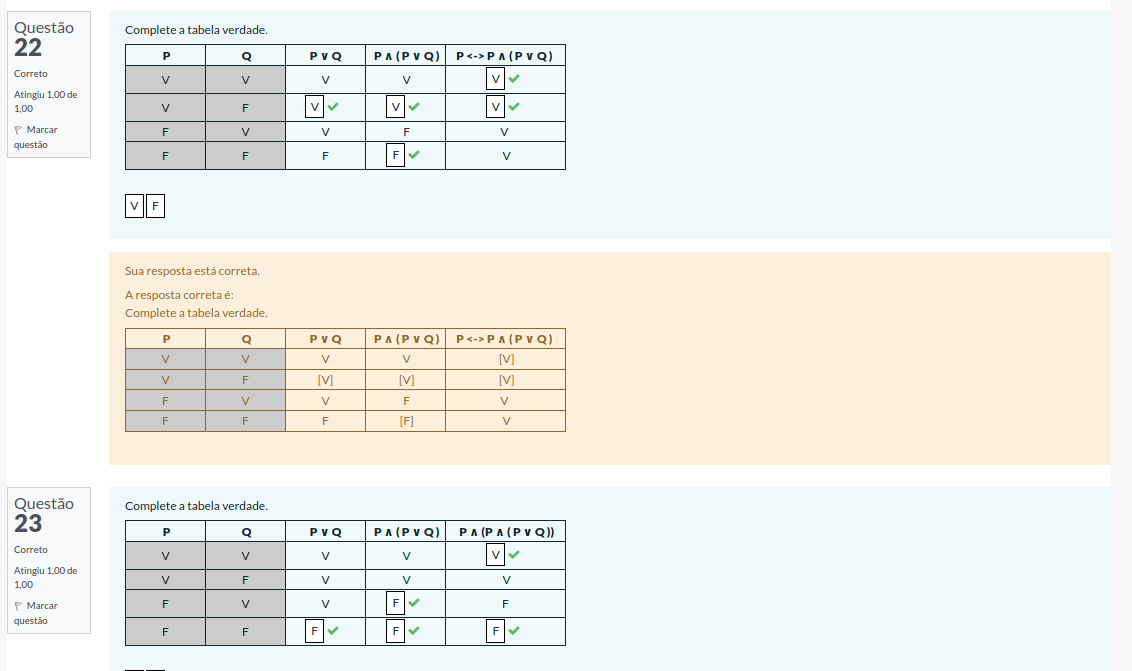 Questão
22
Correto
Atingiu 1,00 de
1,00
Marcar
questão
Complete a tabela verdade.
P Q P ∨ Q P ∧ (P ∨ Q) P <-> P ∧ (P ∨ Q)
V V V V V
V F V V V
F V V F V
F F F F V
V F
Sua resposta está correta.
A resposta correta é:
Complete a tabela verdade.
P Q P ∨ Q P ∧ (P ∨ Q) P <-> P ∧ (P ∨ Q)
V V V V [V]
V F [V] [V] [V]
F V V F V
F F F [F] V
Questão
23
Correto
Atingiu 1,00 de
1,00
Marcar
questão
Complete a tabela verdade.
P Q P ∨ Q P ∧ (P ∨ Q) P ∧ (P ∧ (P ∨ Q))
V V V V V
V F V V V
F V V F F
F F F F F